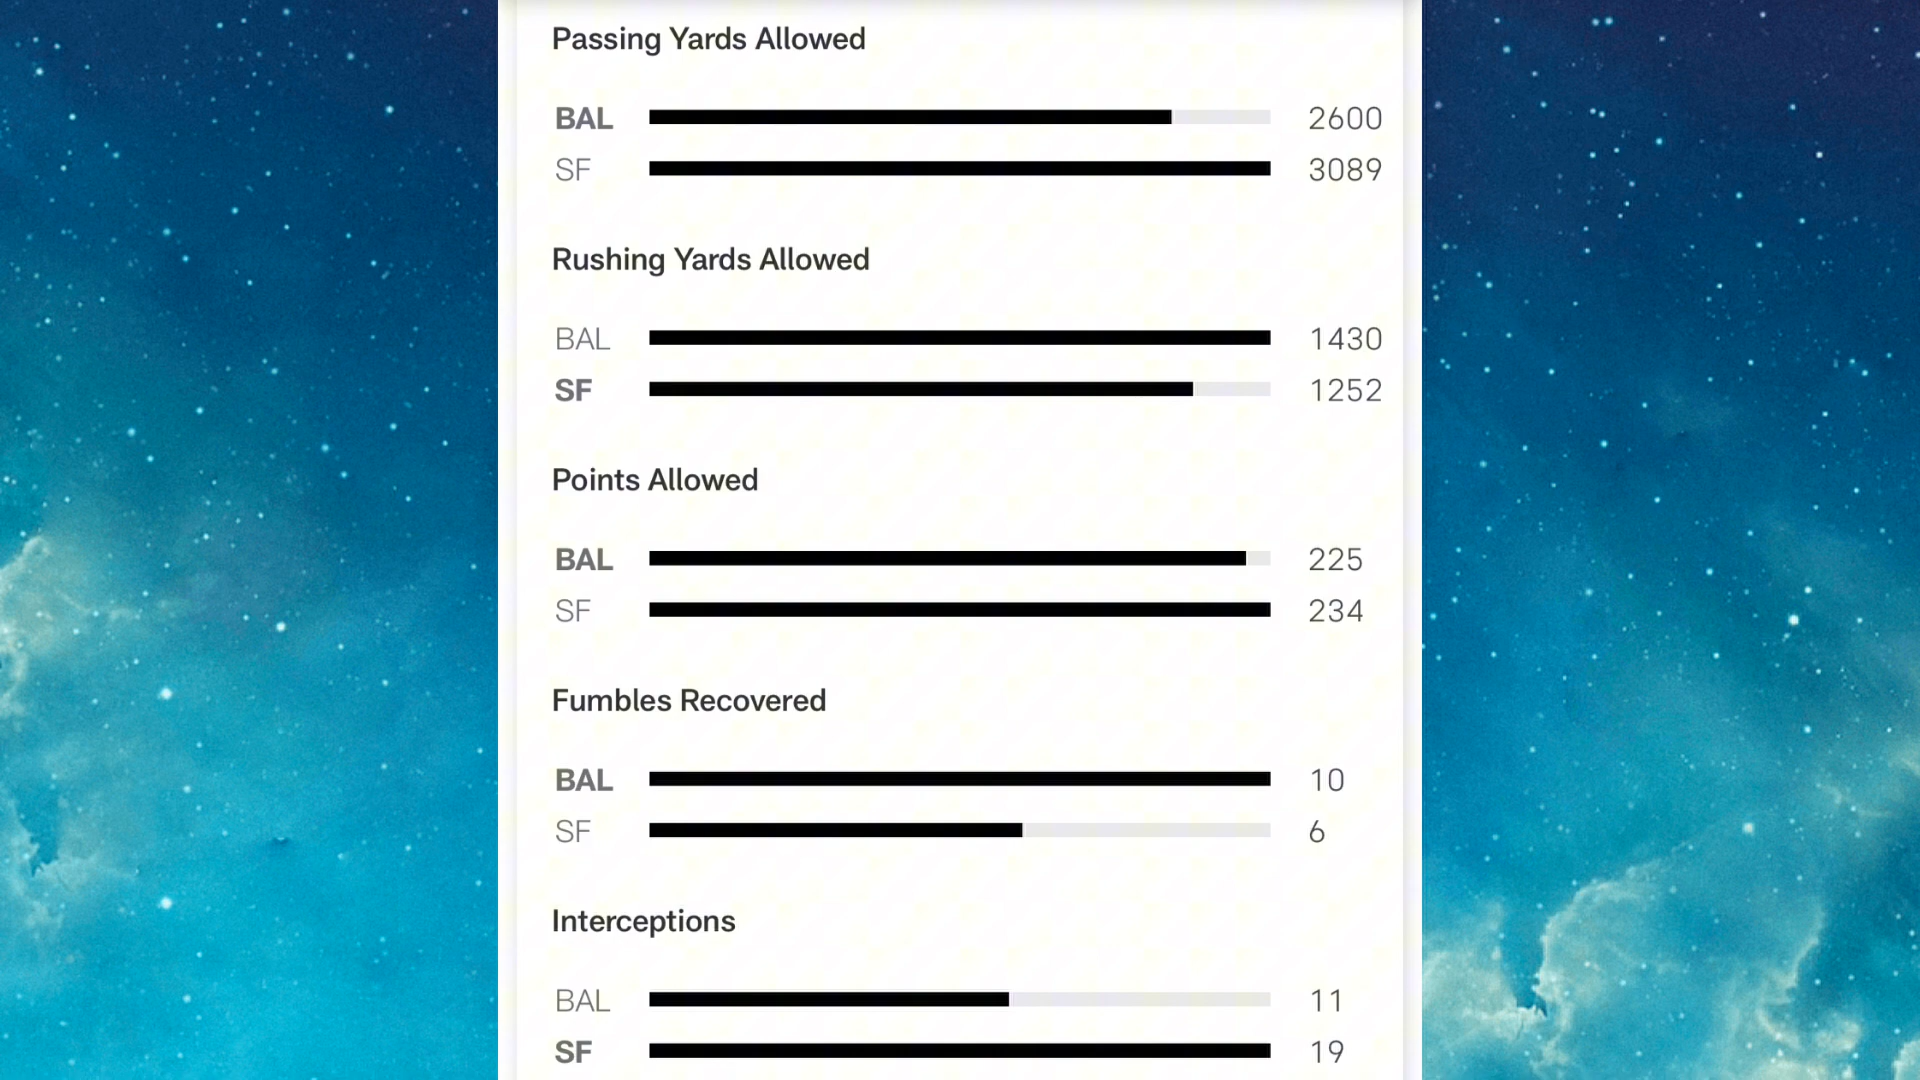 Passing Yards Allowed
BAL 2600
SF 3089
Rushing Yards Allowed
BAL 1430
SF 1252
Points Allowed
BAL 225
SF 234
Fumbles Recovered
BAL 10
SF 6
Interceptions
BAL 11
SF 19